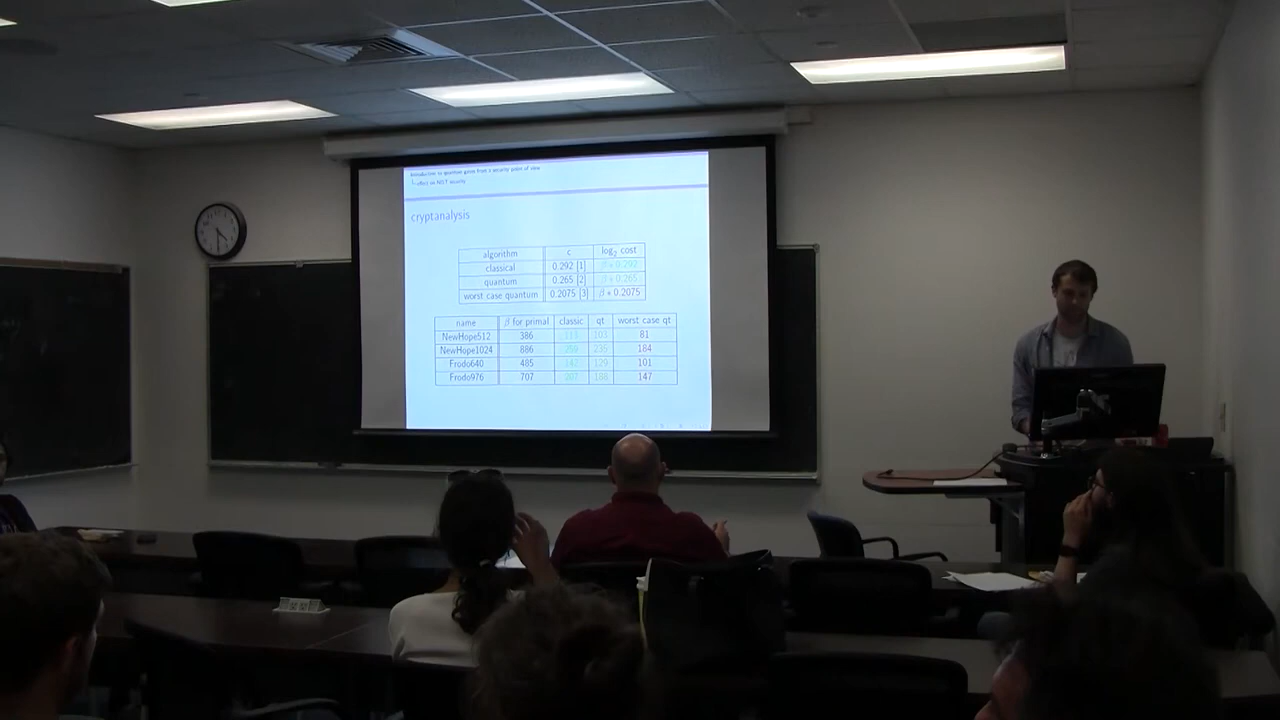 Introduction to quantum gates from a security point of view
└ effect on NIST security
cryptanalysis
algorithm c log₂ cost
classical 0.292 [1] β * 0.292
quantum 0.265 [2] β * 0.265
worst case quantum 0.2075 [3] β * 0.2075
name β for primal classic qt worst case qt
NewHope512 386 103 81
NewHope1024 886 259 235 184
Frodo640 485 142 129 101
Frodo976 707 207 188 147